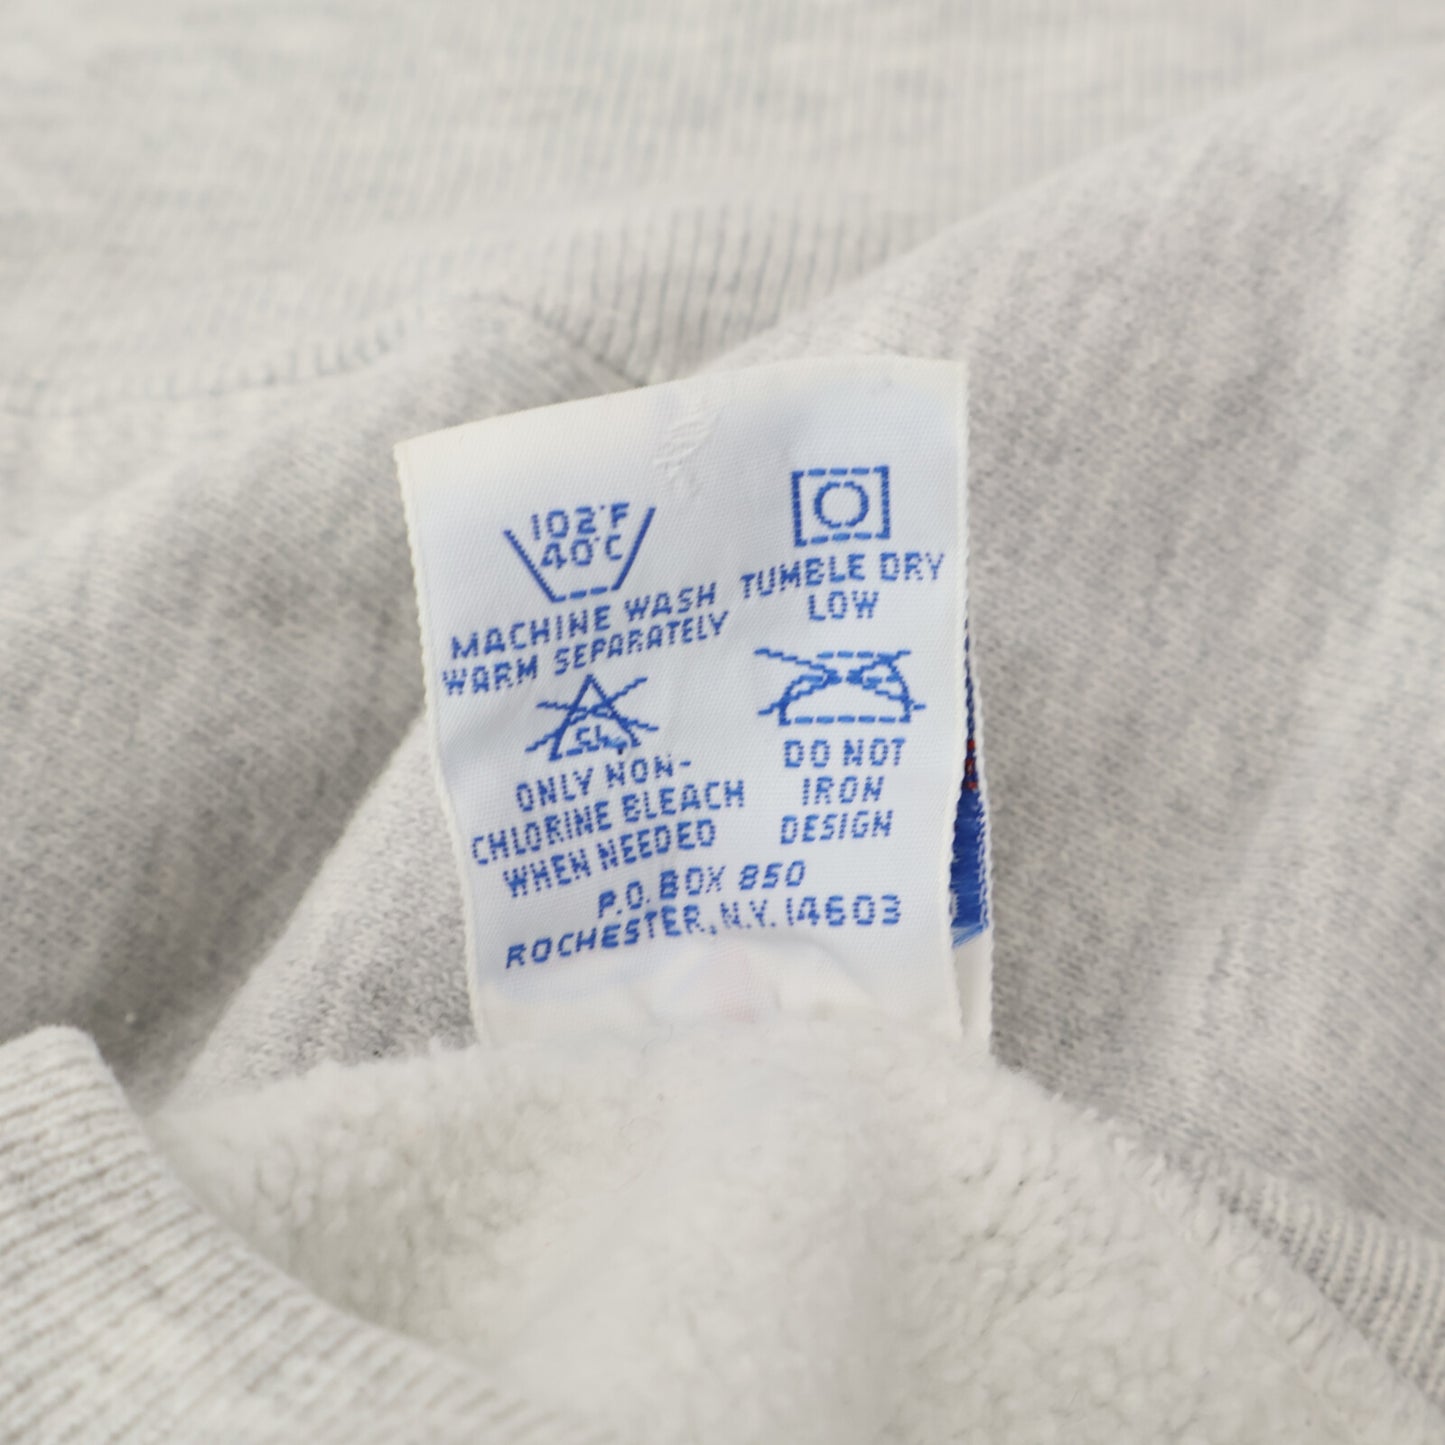 102°F
40°C
MACHINE WASH
WARM SEPARATELY
TUMBLE DRY
LOW
CL
ONLY NON-
CHLORINE BLEACH
WHEN NEEDED
DO NOT
IRON
DESIGN
P.O. BOX 850
ROCHESTER, N.Y. 14603